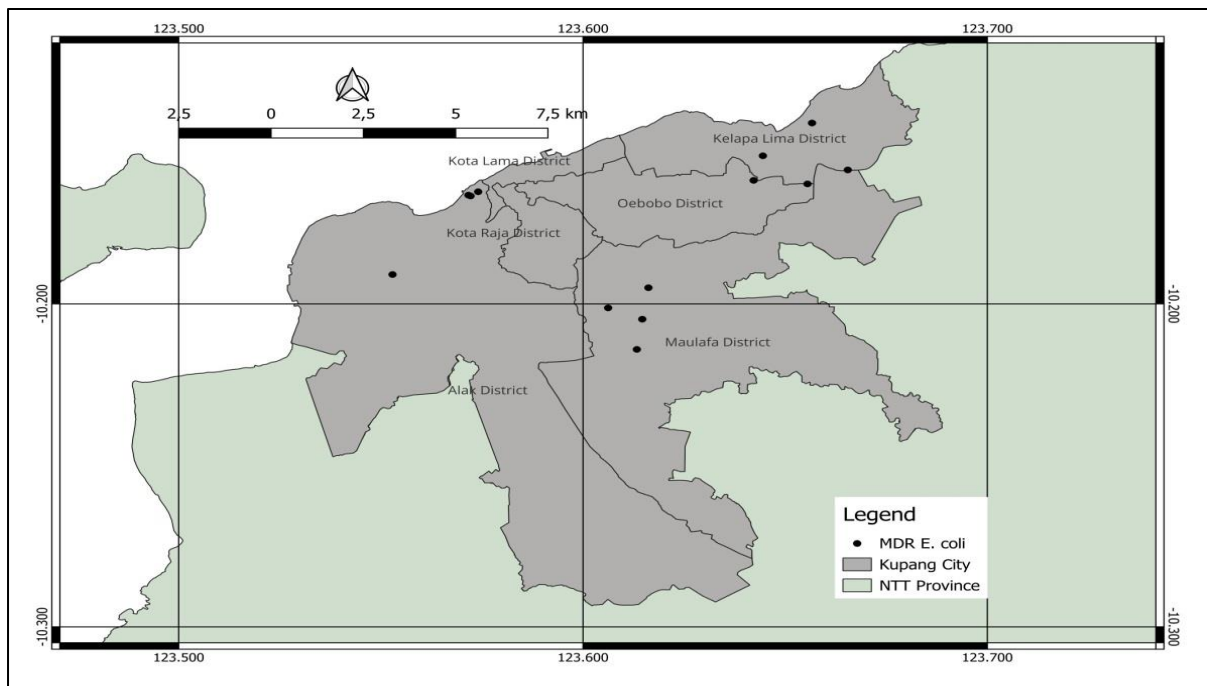 123.500 123.600 123.700
2,5 0 2,5 5 7,5 km
Kelapa Lima District
Kota Lama District
Oebobo District
Kota Raja District
-10.200 -10.200
Maulafa District
Alak District
Legend
MDR E. coli
Kupang City
NTT Province
-10.300 -10.300
123.500 123.600 123.700